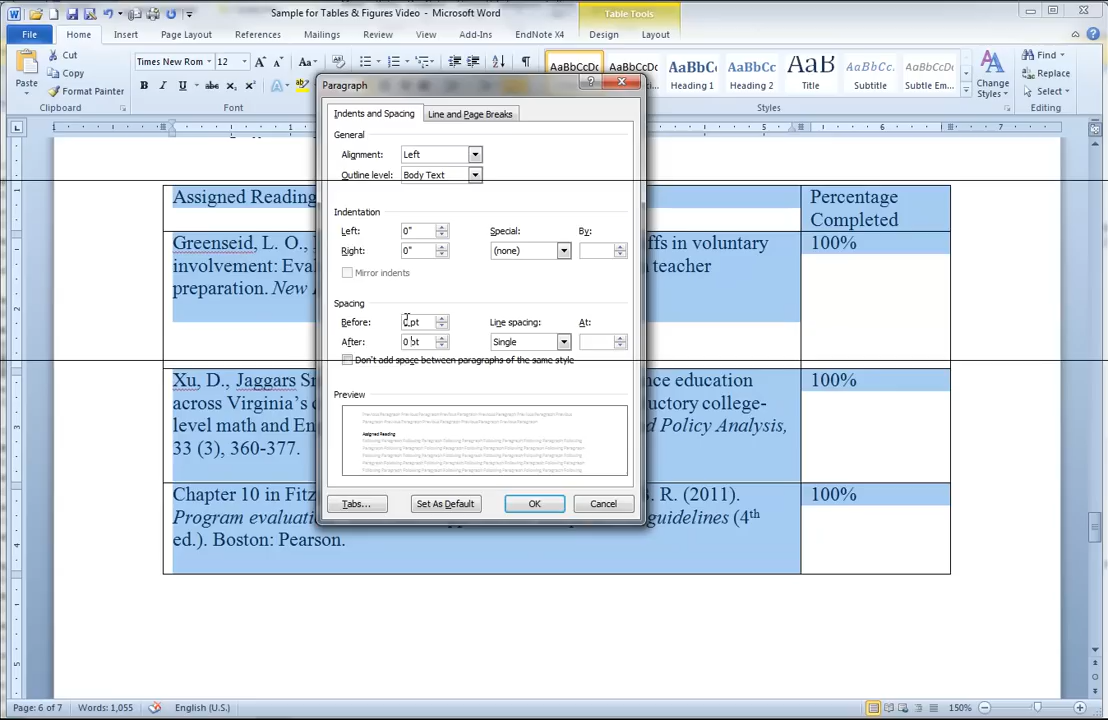 Sample for Tables & Figures Video - Microsoft Word
Table Tools
File
Home
Insert
Page Layout
References
Mailings
Review
View
Add-Ins
EndNote X4
Design
Layout
Paste
Cut
Copy
Format Painter
Clipboard
Times New Rom
12
Font
AaBbCcDc
AaBbCc
AaBbCc
AaB
AaBbCc.
AaBbCc.
Heading 1
Heading 2
Title
Subtitle
Subtle Em...
Styles
Change
Styles
Find
Replace
Select
Editing
Paragraph
Indents and Spacing
Line and Page Breaks
General
Alignment:
Left
Outline level:
Body Text
Indentation
Left:
0"
Special:
By:
Right:
0"
(none)
Mirror indents
Spacing
Before:
pt
Line spacing:
At:
After:
0 pt
Single
Don't add space between paragraphs of the same style
Preview
Assigned Reading
Tabs...
Set As Default
OK
Cancel
Assigned Reading
Percentage
Completed
Greenseid, L. O.,
ffs in voluntary
100%
involvement: Eval
teacher
preparation. New
Xu, D., Jaggars Sm
nce education
100%
across Virginia's c
uctory college-
level math and En
d Policy Analysis,
33 (3), 360-377.
Chapter 10 in Fitz
R. (2011).
100%
Program evaluati
guidelines (4th
ed.). Boston: Pearson.
Page: 6 of 7
Words: 1,055
English (U.S.)
150%